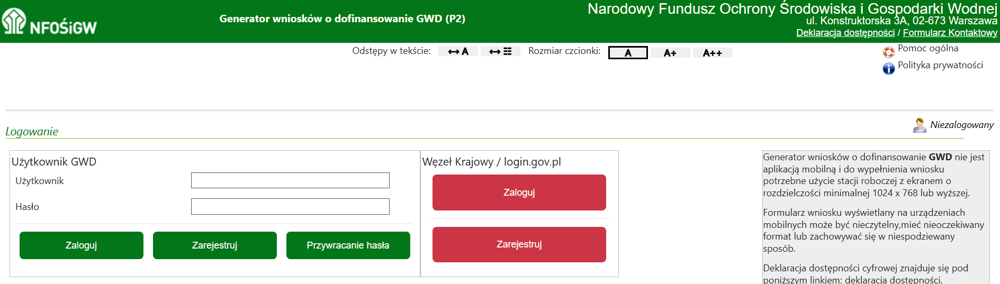 NFOŚiGW
Generator wniosków o dofinansowanie GWD (P2)
Narodowy Fundusz Ochrony Środowiska i Gospodarki Wodnej
ul. Konstruktorska 3A, 02-673 Warszawa
Deklaracja dostępności / Formularz Kontaktowy
Odstępy w tekście: A Rozmiar czcionki: A A+ A++
Pomoc ogólna
Polityka prywatności
Niezalogowany
Logowanie
Użytkownik GWD
Użytkownik
Hasło
Zaloguj Zarejestruj Przywracanie hasła
Węzeł Krajowy / login.gov.pl
Zaloguj
Zarejestruj
Generator wniosków o dofinansowanie GWD nie jest
aplikacją mobilną i do wypełnienia wniosku
potrzebne użycie stacji roboczej z ekranem o
rozdzielczości minimalnej 1024 x 768 lub wyższej.
Formularz wniosku wyświetlany na urządzeniach
mobilnych może być nieczytelny,mieć nieoczekiwany
format lub zachowywać się w niespodziewany
sposób.
Deklaracja dostępności cyfrowej znajduje się pod
poniższym linkiem: deklaracja dostępności.